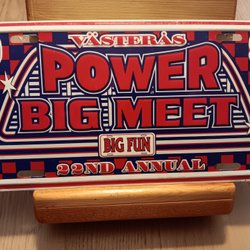 VÄSTERÅS
POWER
BIG MEET
BIG FUN
22ND ANNUAL